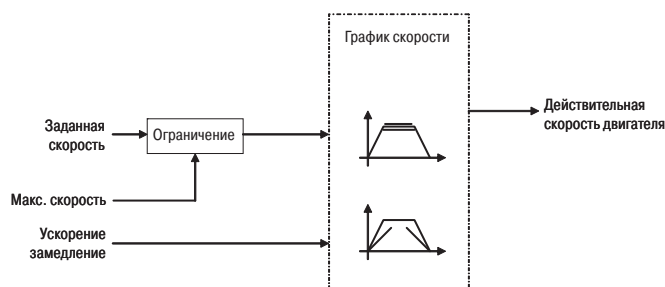 График скорости
Заданная
скорость
Ограничение
Действительная
скорость двигателя
Макс. скорость
Ускорение
замедление